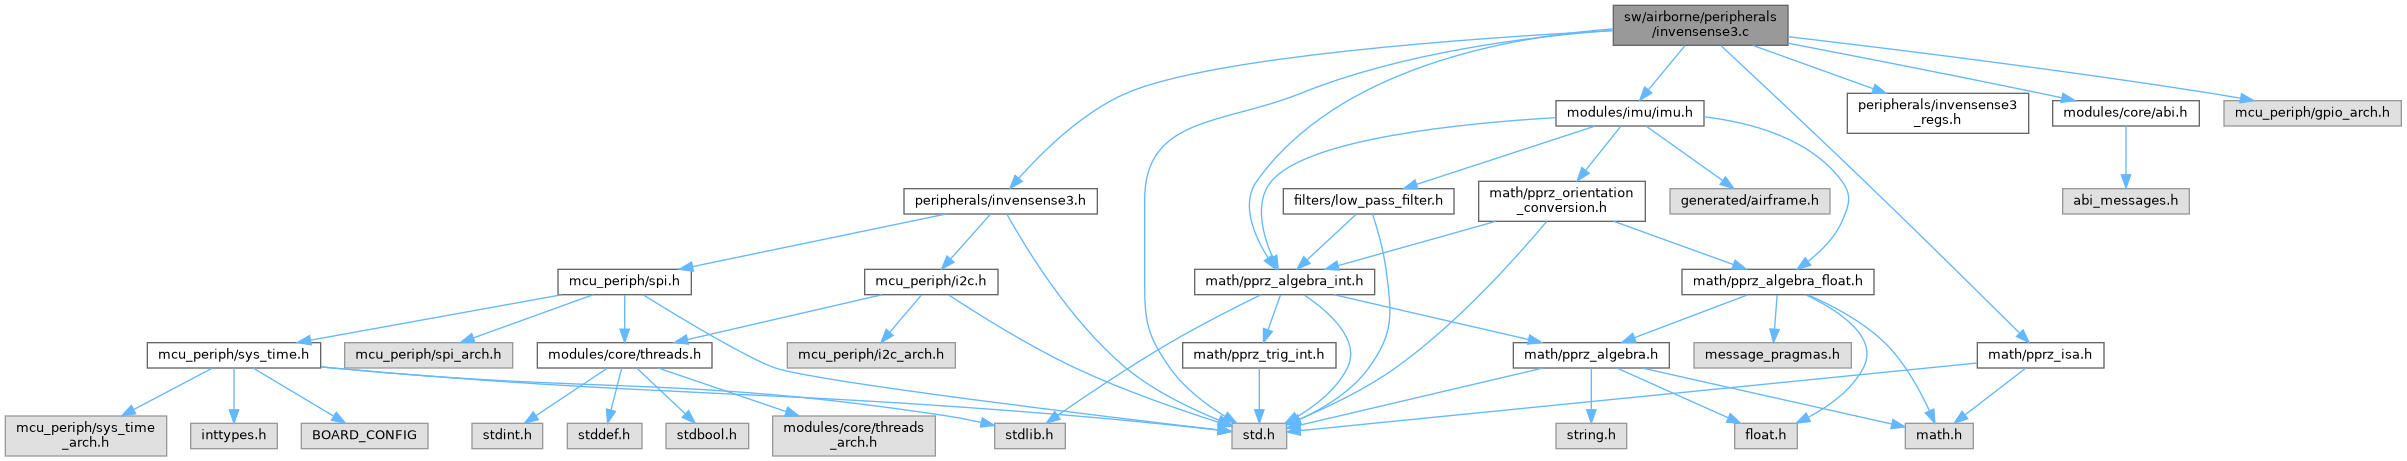 sw/airborne/peripherals
/invensense3.c
modules/imu/imu.h
peripherals/invensense3
_regs.h
modules/core/abi.h
mcu_periph/gpio_arch.h
peripherals/invensense3.h
filters/low_pass_filter.h
math/pprz_orientation
_conversion.h
generated/airframe.h
abi_messages.h
mcu_periph/spi.h
mcu_periph/i2c.h
math/pprz_algebra_int.h
math/pprz_algebra_float.h
mcu_periph/sys_time.h
mcu_periph/spi_arch.h
modules/core/threads.h
mcu_periph/i2c_arch.h
math/pprz_trig_int.h
math/pprz_algebra.h
message_pragmas.h
math/pprz_isa.h
mcu_periph/sys_time
_arch.h
inttypes.h
BOARD_CONFIG
stdint.h
stddef.h
stdbool.h
modules/core/threads
_arch.h
stdlib.h
std.h
string.h
float.h
math.h